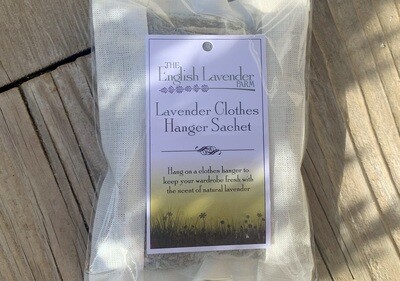 THE
English Lavender
FARM
Lavender Clothes
Hanger Sachet
Hang on a clothes hanger to
keep your wardrobe fresh with
the scent of natural lavender